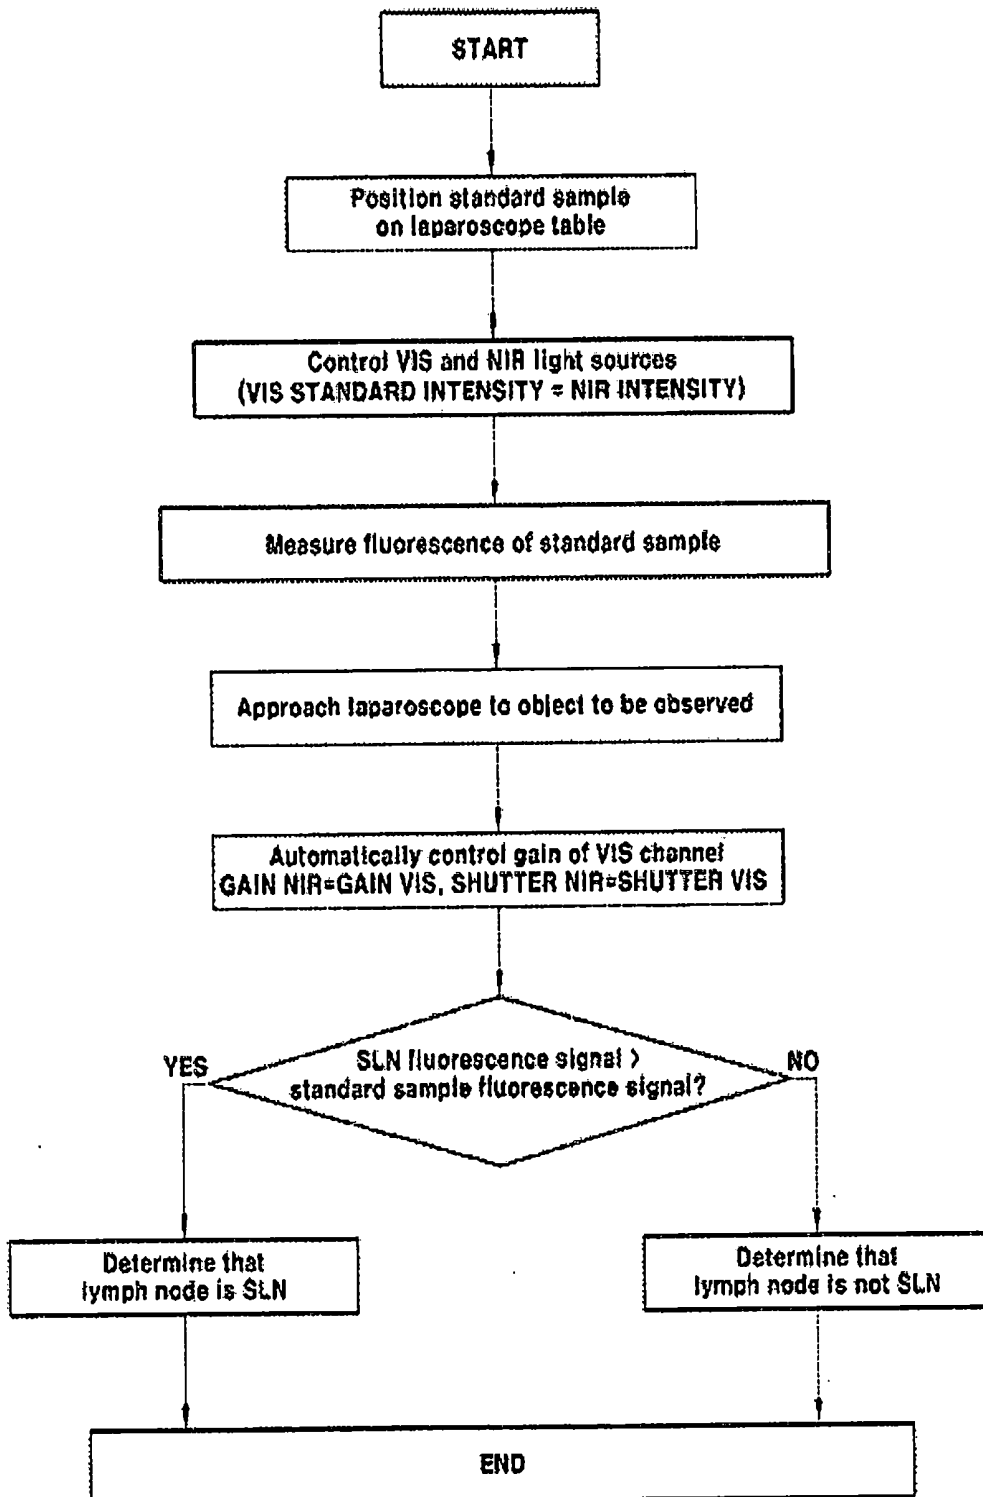 START
Position standard sample
on laparoscope table
Control VIS and NIR light sources
(VIS STANDARD INTENSITY = NIR INTENSITY)
Measure fluorescence of standard sample
Approach laparoscope to object to be observed
Automatically control gain of VIS channel
GAIN NIR=GAIN VIS, SHUTTER NIR=SHUTTER VIS
SLN fluorescence signal >
standard sample fluorescence signal?
YES
NO
Determine that
lymph node is SLN
Determine that
lymph node is not SLN
END